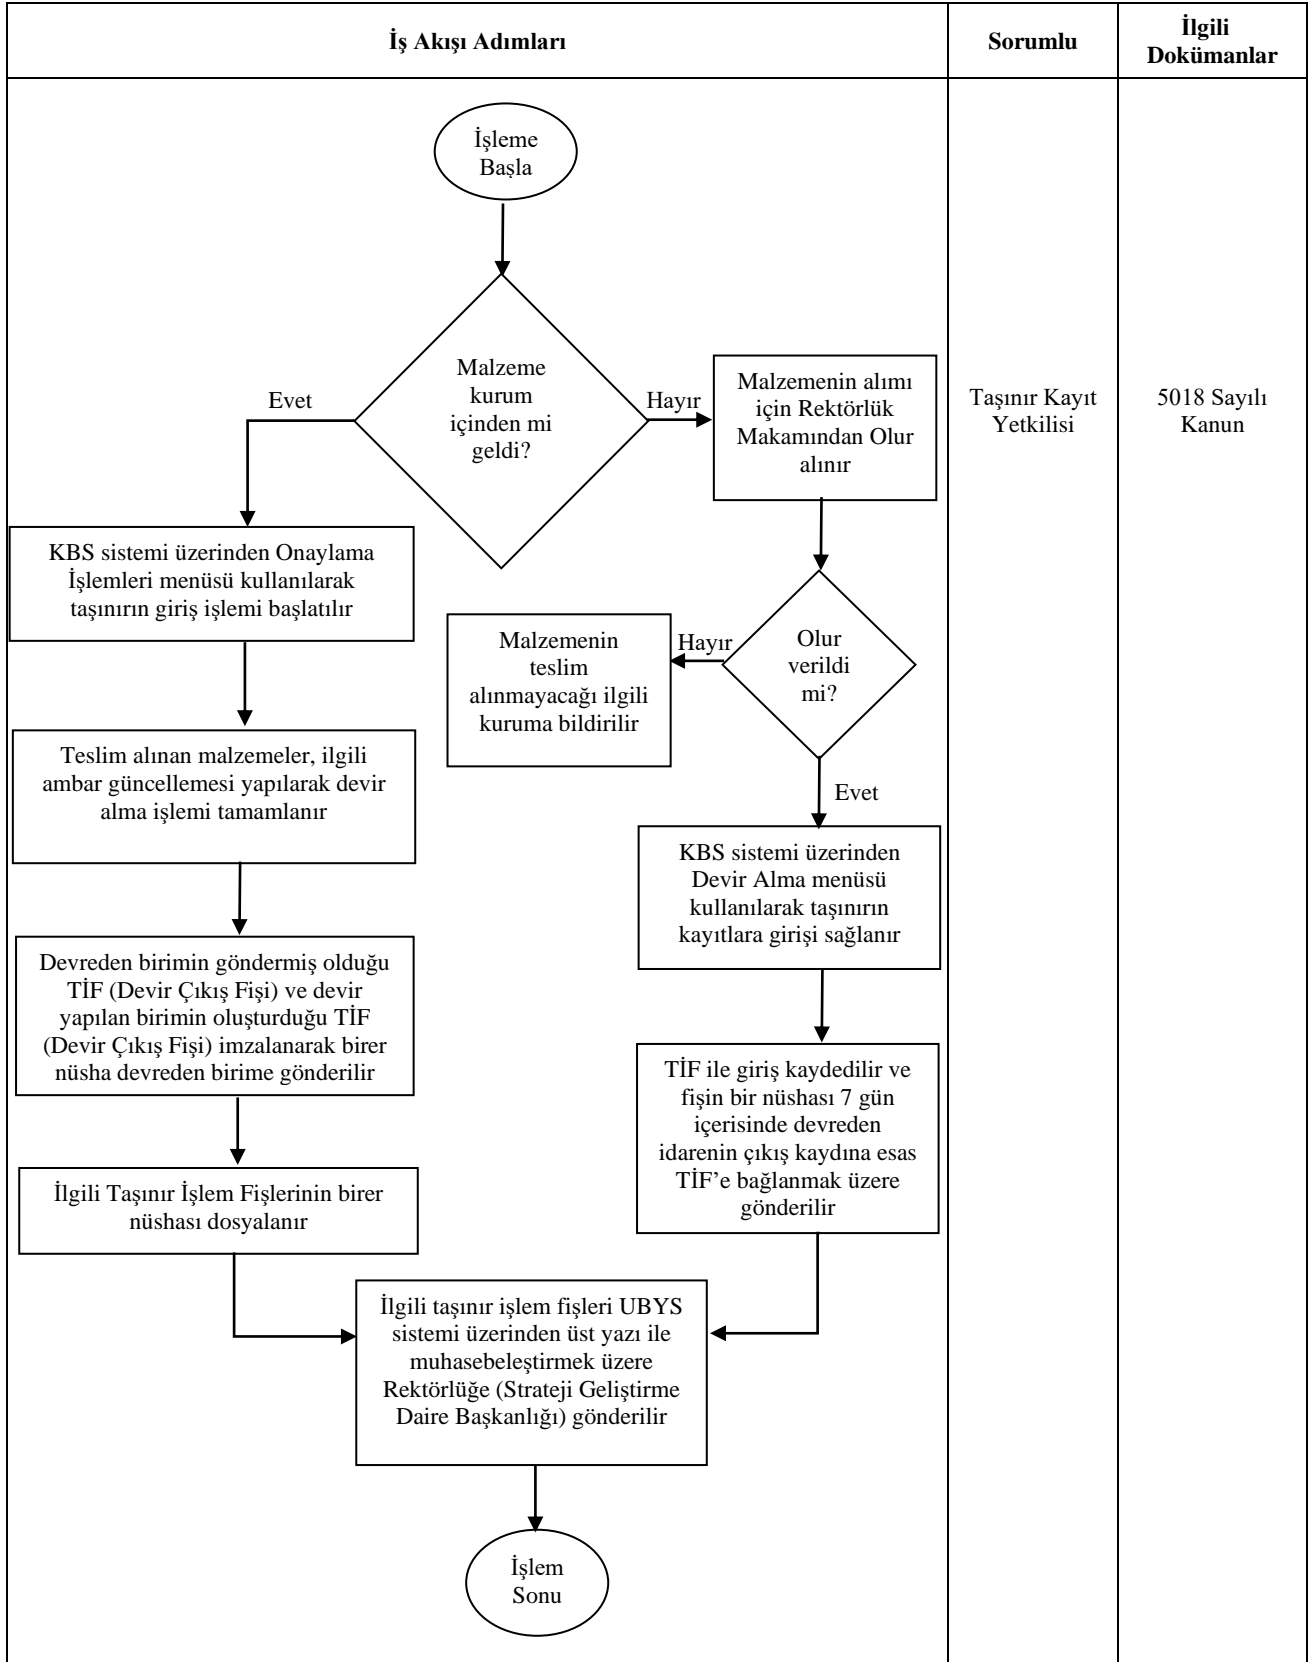 İş Akışı Adımları
Sorumlu
İlgili
Dokümanlar
İşleme
Başla
Malzeme
kurum
içinden mi
geldi?
Evet
Hayır
Malzemenin alımı
için Rektörlük
Makamından Olur
alınır
Taşınır Kayıt
Yetkilisi
5018 Sayılı
Kanun
KBS sistemi üzerinden Onaylama
İşlemleri menüsü kullanılarak
taşınırın giriş işlemi başlatılır
Olur
verildi
mi?
Hayır
Malzemenin
teslim
alınmayacağı ilgili
kuruma bildirilir
Evet
Teslim alınan malzemeler, ilgili
ambar güncellemesi yapılarak devir
alma işlemi tamamlanır
KBS sistemi üzerinden
Devir Alma menüsü
kullanılarak taşınırın
kayıtlara girişi sağlanır
Devreden birimin göndermiş olduğu
TİF (Devir Çıkış Fişi) ve devir
yapılan birimin oluşturduğu TİF
(Devir Çıkış Fişi) imzalanarak birer
nüsha devreden birime gönderilir
TİF ile giriş kaydedilir ve
fişin bir nüshası 7 gün
içerisinde devreden
idarenin çıkış kaydına esas
TİF’e bağlanmak üzere
gönderilir
İlgili Taşınır İşlem Fişlerinin birer
nüshası dosyalanır
İlgili taşınır işlem fişleri UBYS
sistemi üzerinden üst yazı ile
muhasebeleştirmek üzere
Rektörlüğe (Strateji Geliştirme
Daire Başkanlığı) gönderilir
İşlem
Sonu